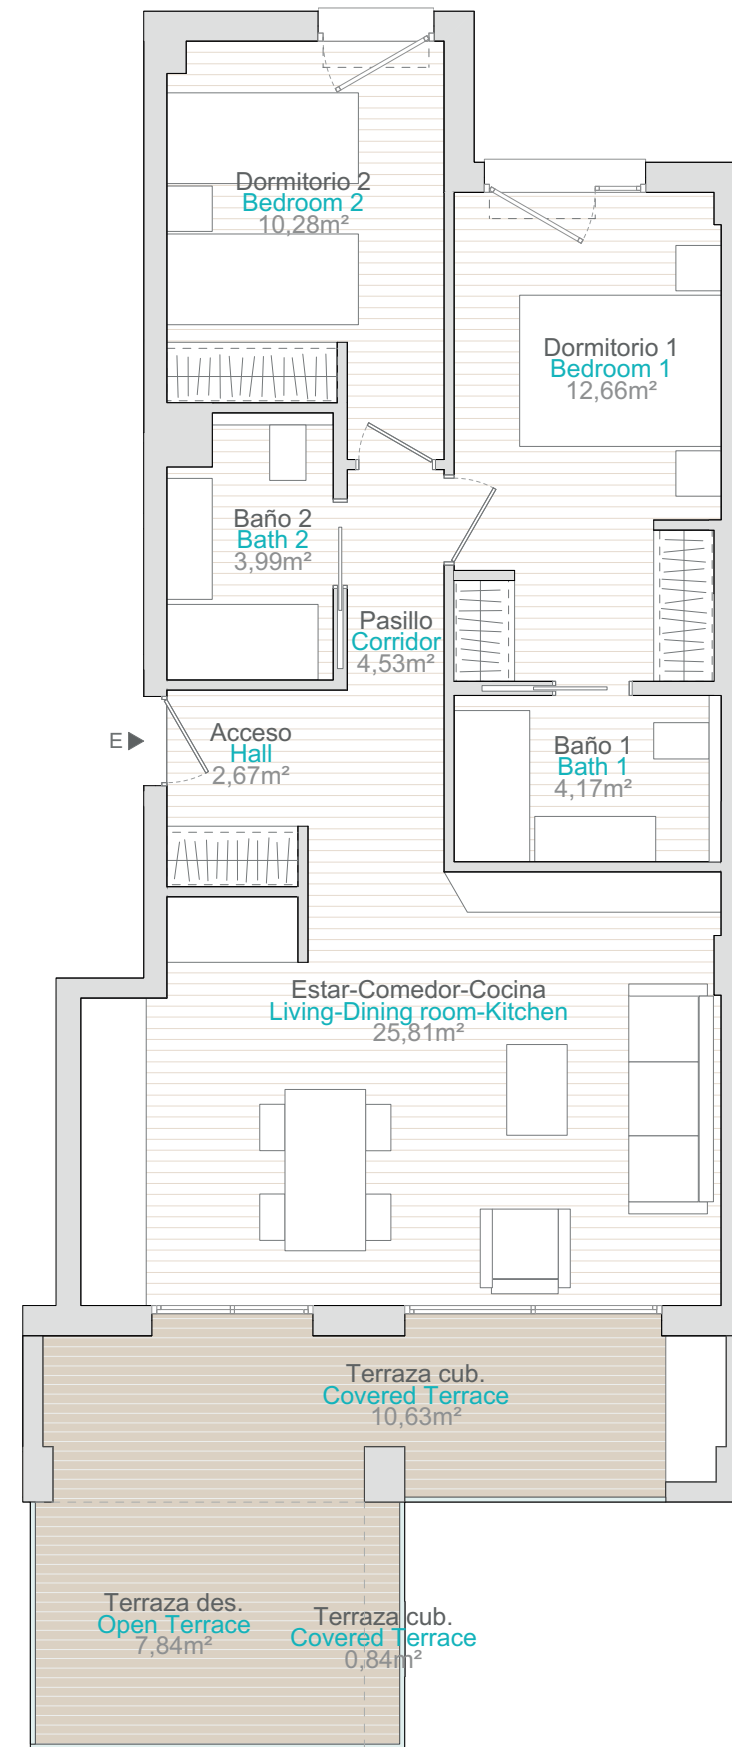 Dormitorio 2
Bedroom 2
10,28m²
Dormitorio 1
Bedroom 1
12,66m²
Baño 2
Bath 2
3,99m²
Pasillo
Corridor
4,53m²
E
Acceso
Hall
2,67m²
Baño 1
Bath 1
4,17m²
Estar-Comedor-Cocina
Living-Dining room-Kitchen
25,81m²
Terraza cub.
Covered Terrace
10,63m²
Terraza des.
Open Terrace
7,84m²
Terraza cub.
Covered Terrace
0,84m²